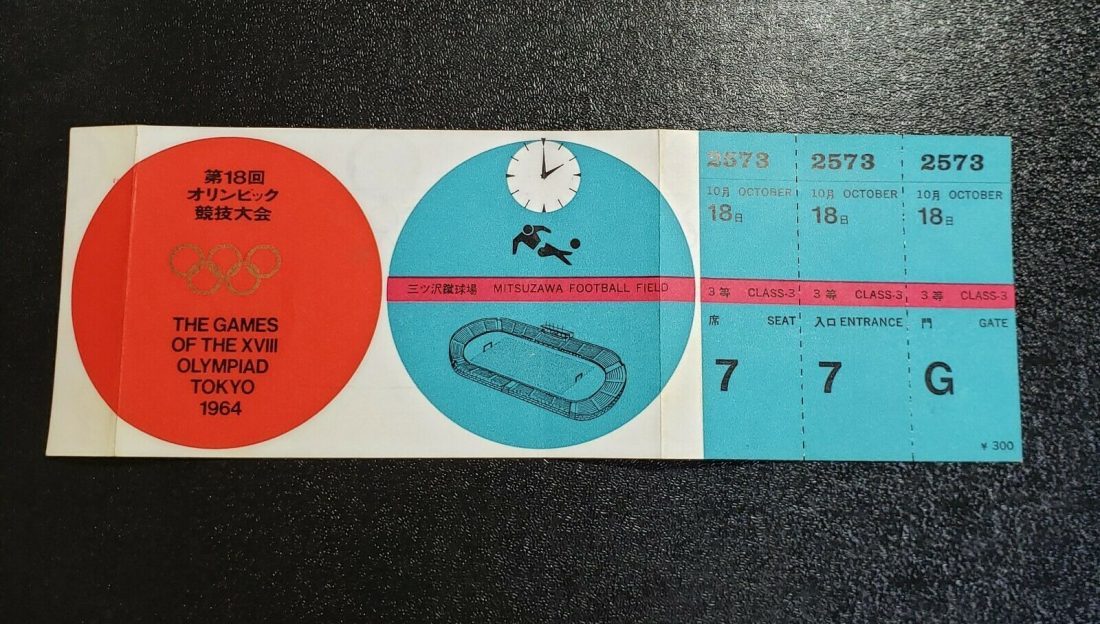 第18回
オリンピック
競技大会
THE GAMES
OF THE XVIII
OLYMPIAD
TOKYO
1964
三ツ沢蹴球場 MITSUZAWA FOOTBALL FIELD
2573
10月 OCTOBER
18日
3等 CLASS-3
席 SEAT
7
2573
10月 OCTOBER
18日
3等 CLASS-3
入口 ENTRANCE
7
2573
10月 OCTOBER
18日
3等 CLASS-3
門 GATE
G
¥ 300